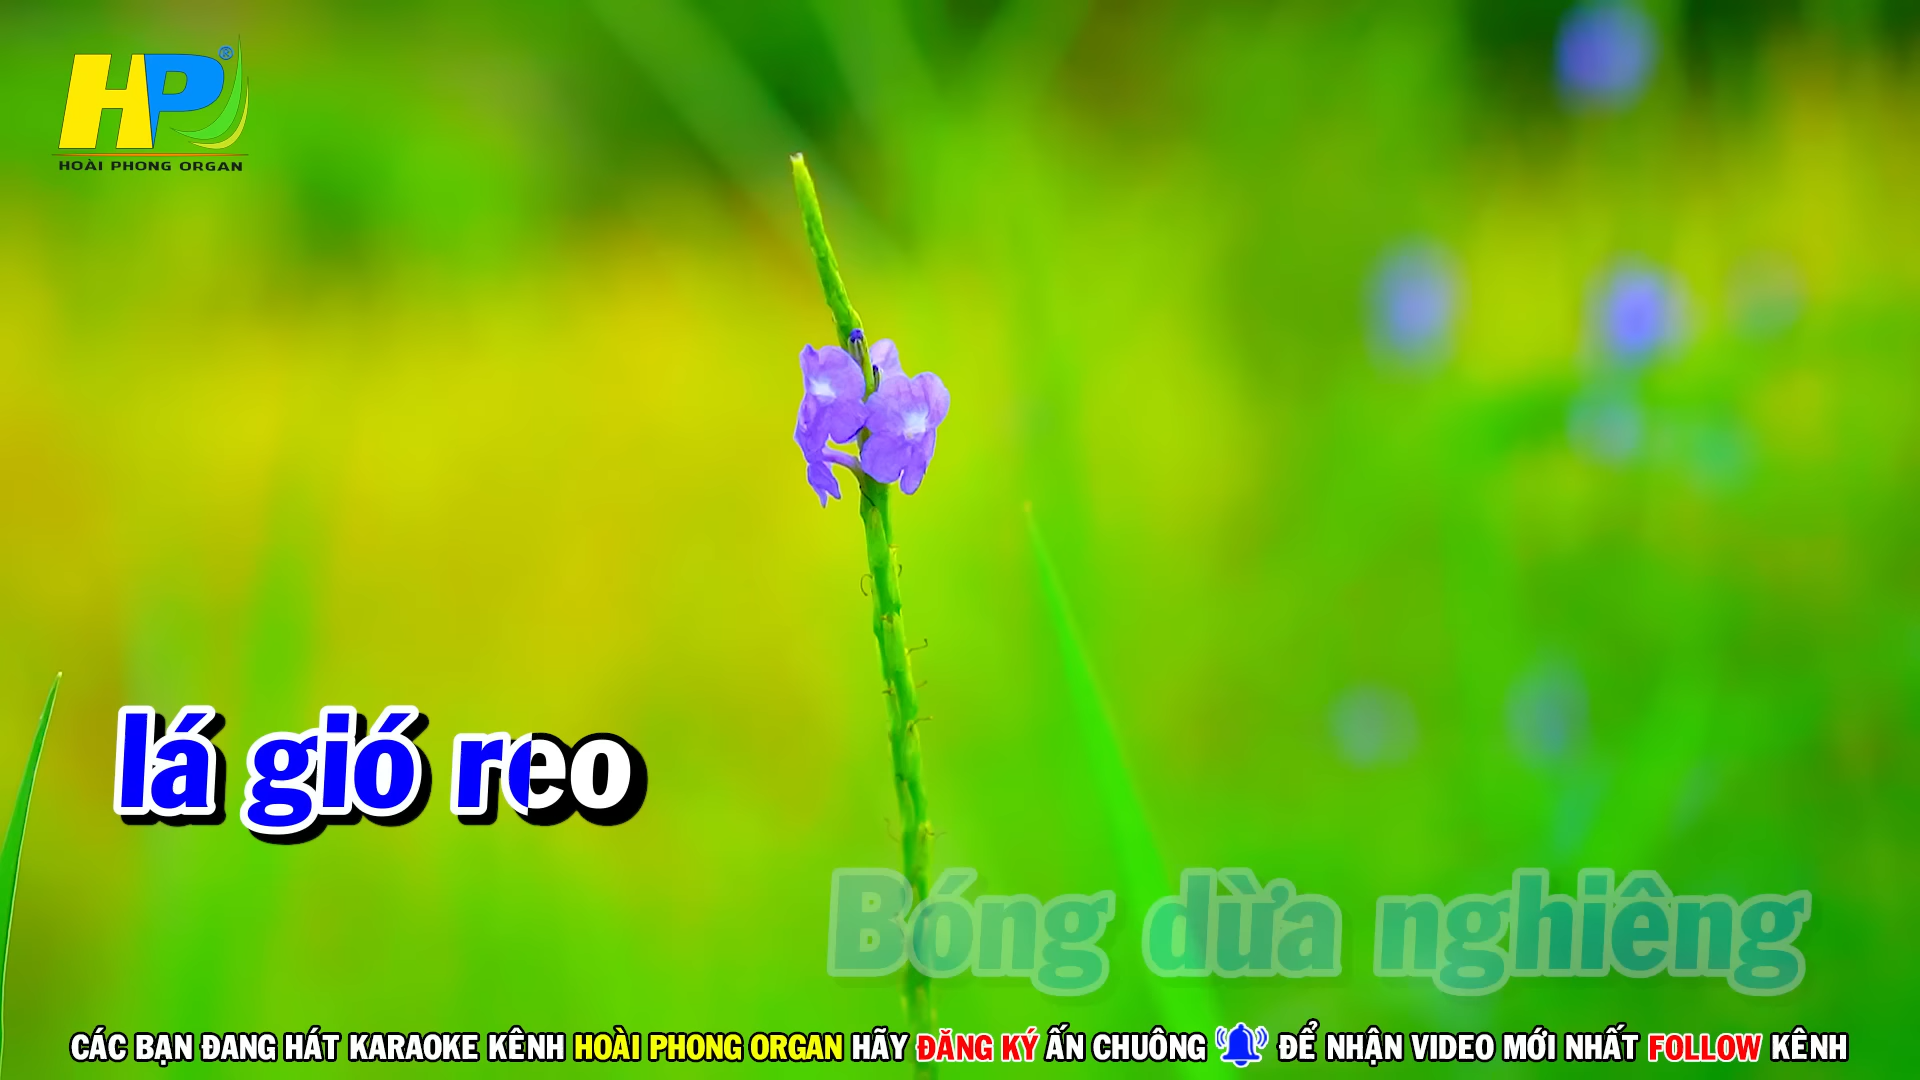 HP®
HOÀI PHONG ORGAN
lá gió reo
Bóng dừa nghiêng
CÁC BẠN ĐANG HÁT KARAOKE KÊNH HOÀI PHONG ORGAN HÃY ĐĂNG KÝ ẤN CHUÔNG ĐỂ NHẬN VIDEO MỚI NHẤT FOLLOW KÊNH